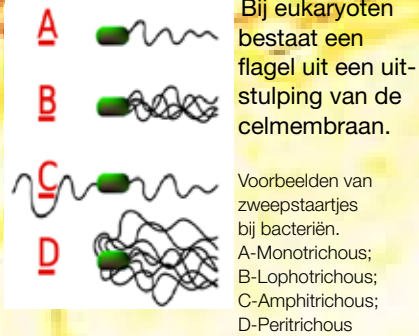 A
B
C
D
Bij eukaryoten
bestaat een
flagel uit een uit-
stulping van de
celmembraan.
Voorbeelden van
zweepstaartjes
bij bacteriën.
A-Monotrichous;
B-Lophotrichous;
C-Amphitrichous;
D-Peritrichous